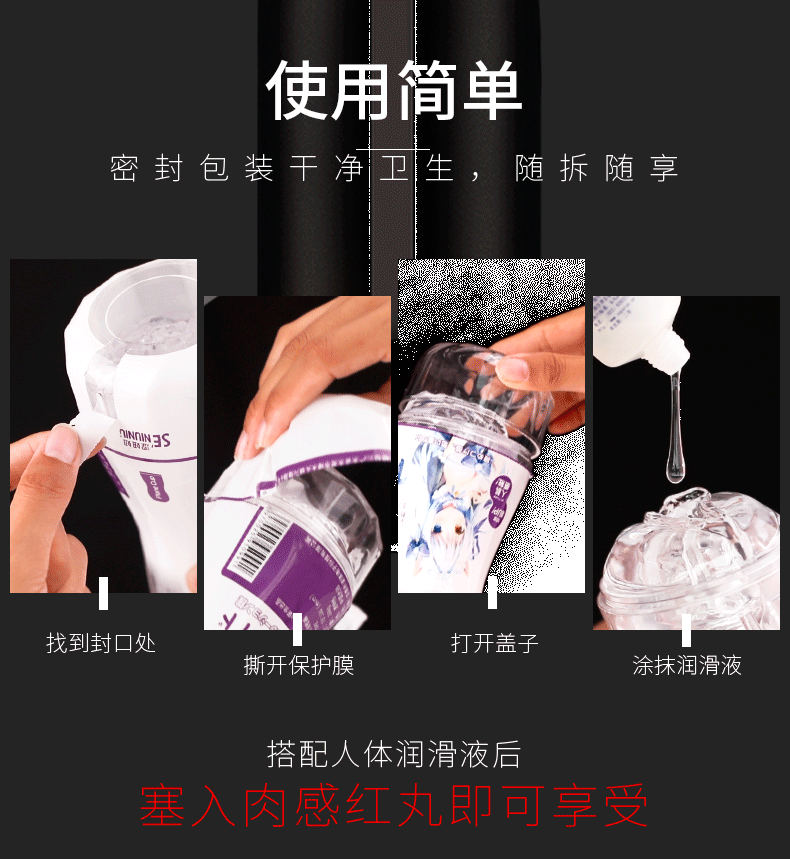 使用简单
密封包装干净卫生，随拆随享
SE NIUNIU
找到封口处
撕开保护膜
打开盖子
涂抹润滑液
搭配人体润滑液后
塞入肉感红丸即可享受